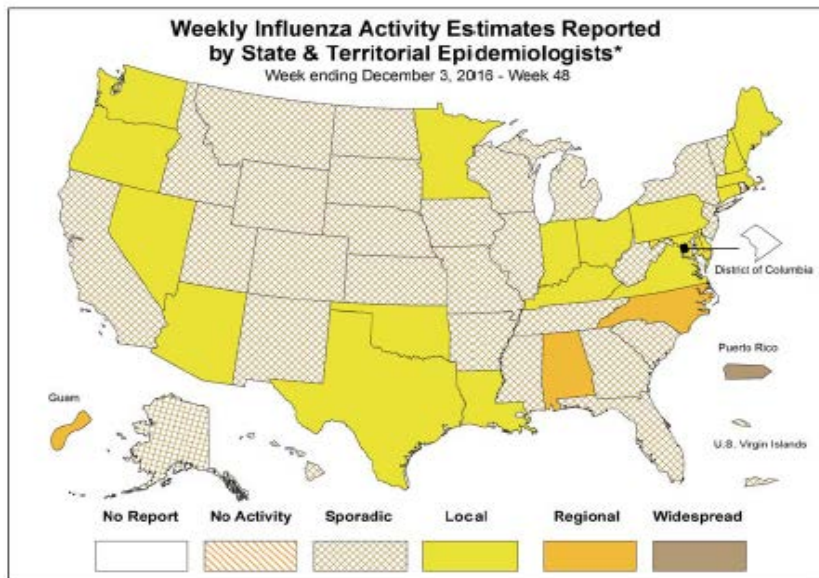 Weekly Influenza Activity Estimates Reported
by State & Territorial Epidemiologists*
Week ending December 3, 2016 - Week 48
District of Columbia
Puerto Rico
Guam
U.S. Virgin Islands
No Report
No Activity
Sporadic
Local
Regional
Widespread